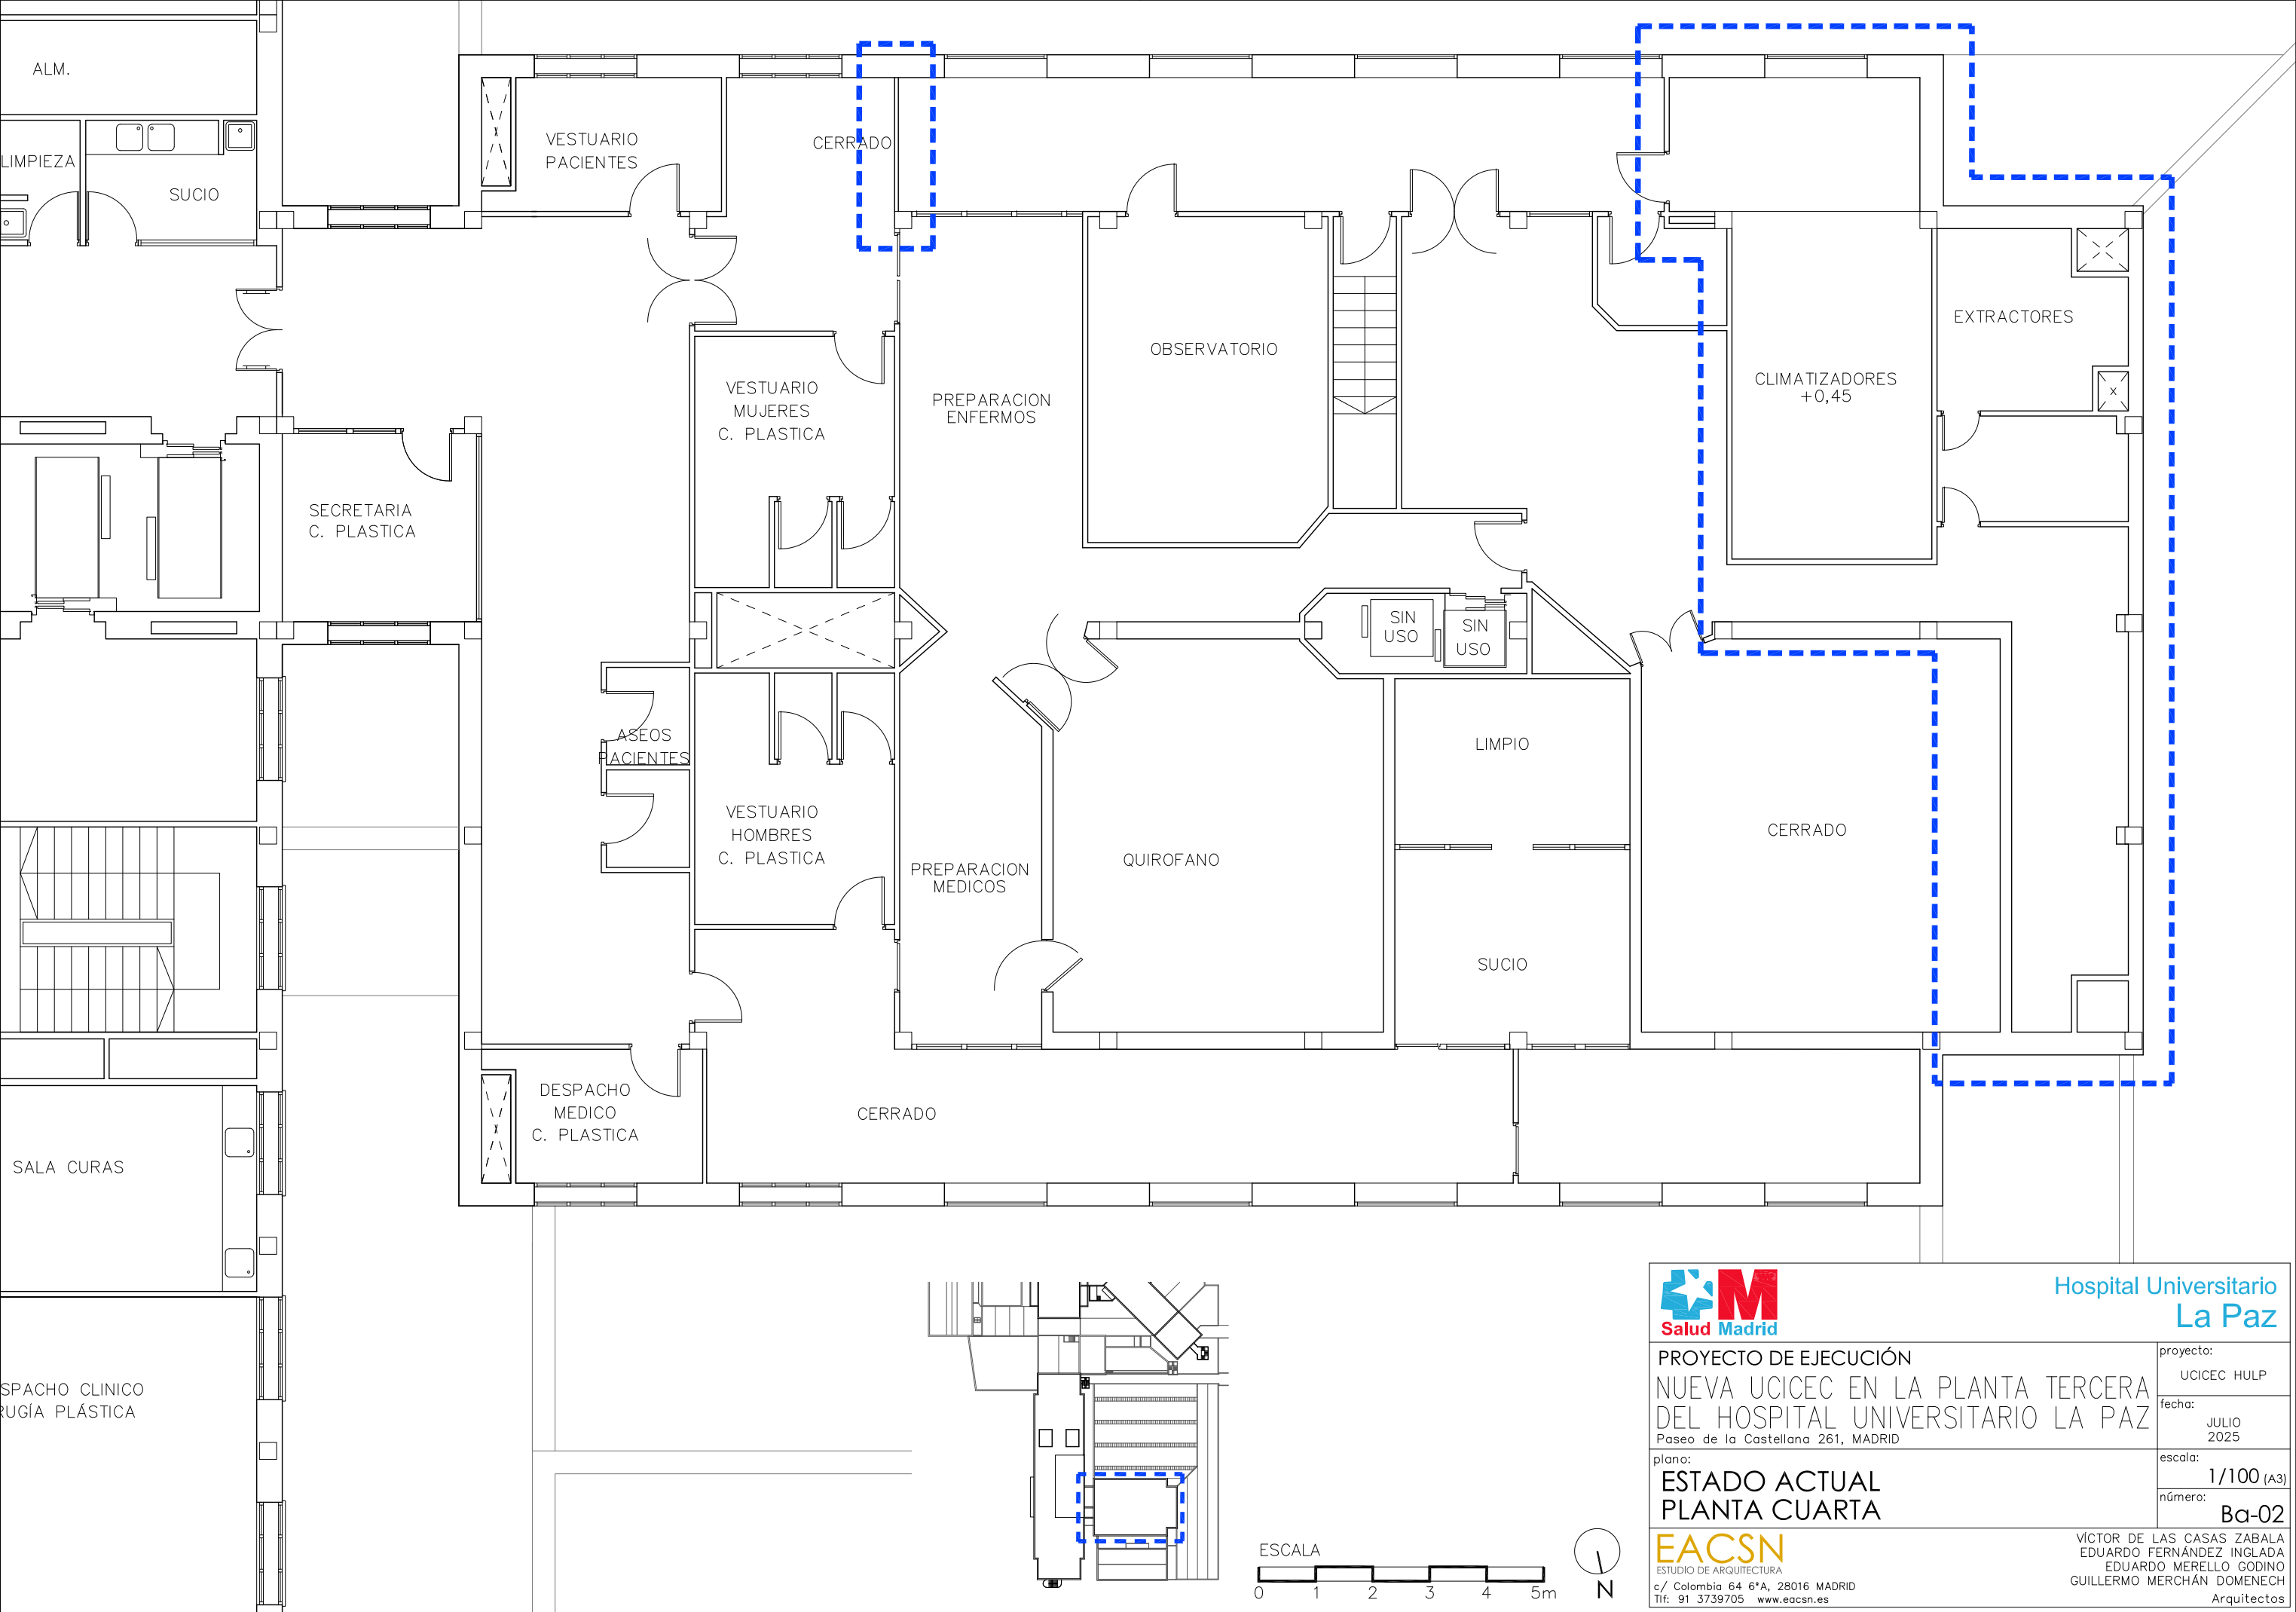 ALM.
LIMPIEZA
SUCIO
VESTUARIO
PACIENTES
CERRADO
OBSERVATORIO
EXTRACTORES
CLIMATIZADORES
+0,45
VESTUARIO
MUJERES
C. PLASTICA
PREPARACION
ENFERMOS
SECRETARIA
C. PLASTICA
SIN
USO
SIN
USO
ASEOS
PACIENTES
LIMPIO
VESTUARIO
HOMBRES
C. PLASTICA
PREPARACION
MEDICOS
QUIROFANO
CERRADO
SUCIO
DESPACHO
MEDICO
C. PLASTICA
CERRADO
SALA CURAS
SPACHO CLINICO
RUGÍA PLÁSTICA
ESCALA
0 1 2 3 4 5m
N
Salud Madrid
Hospital Universitario
La Paz
PROYECTO DE EJECUCIÓN
NUEVA UCICEC EN LA PLANTA TERCERA
DEL HOSPITAL UNIVERSITARIO LA PAZ
Paseo de la Castellana 261, MADRID
proyecto:
UCICEC HULP
fecha:
JULIO
2025
plano:
ESTADO ACTUAL
PLANTA CUARTA
escala:
1/100 (A3)
número:
Ba-02
EACSN
ESTUDIO DE ARQUITECTURA
c/ Colombia 64 6ºA, 28016 MADRID
Tlf: 91 3739705 www.eacsn.es
VÍCTOR DE LAS CASAS ZABALA
EDUARDO FERNÁNDEZ INGLADA
EDUARDO MERELLO GODINO
GUILLERMO MERCHÁN DOMENECH
Arquitectos